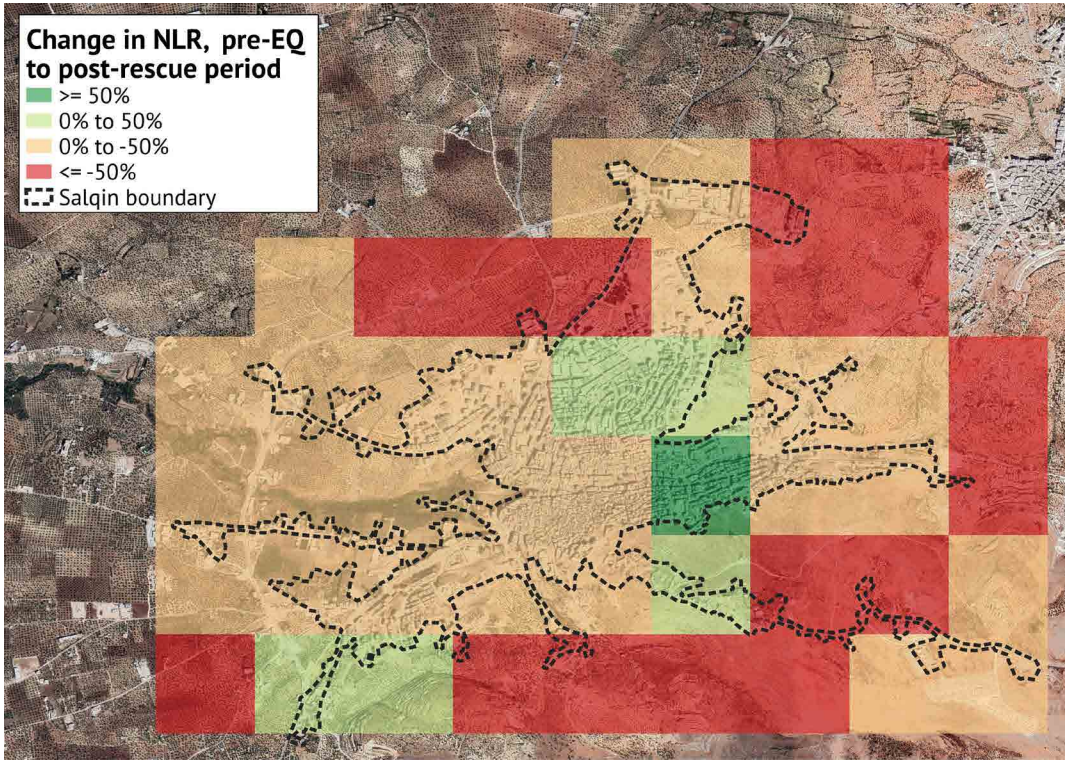 Change in NLR, pre-EQ
to post-rescue period
>= 50%
0% to 50%
0% to -50%
<= -50%
Salqin boundary